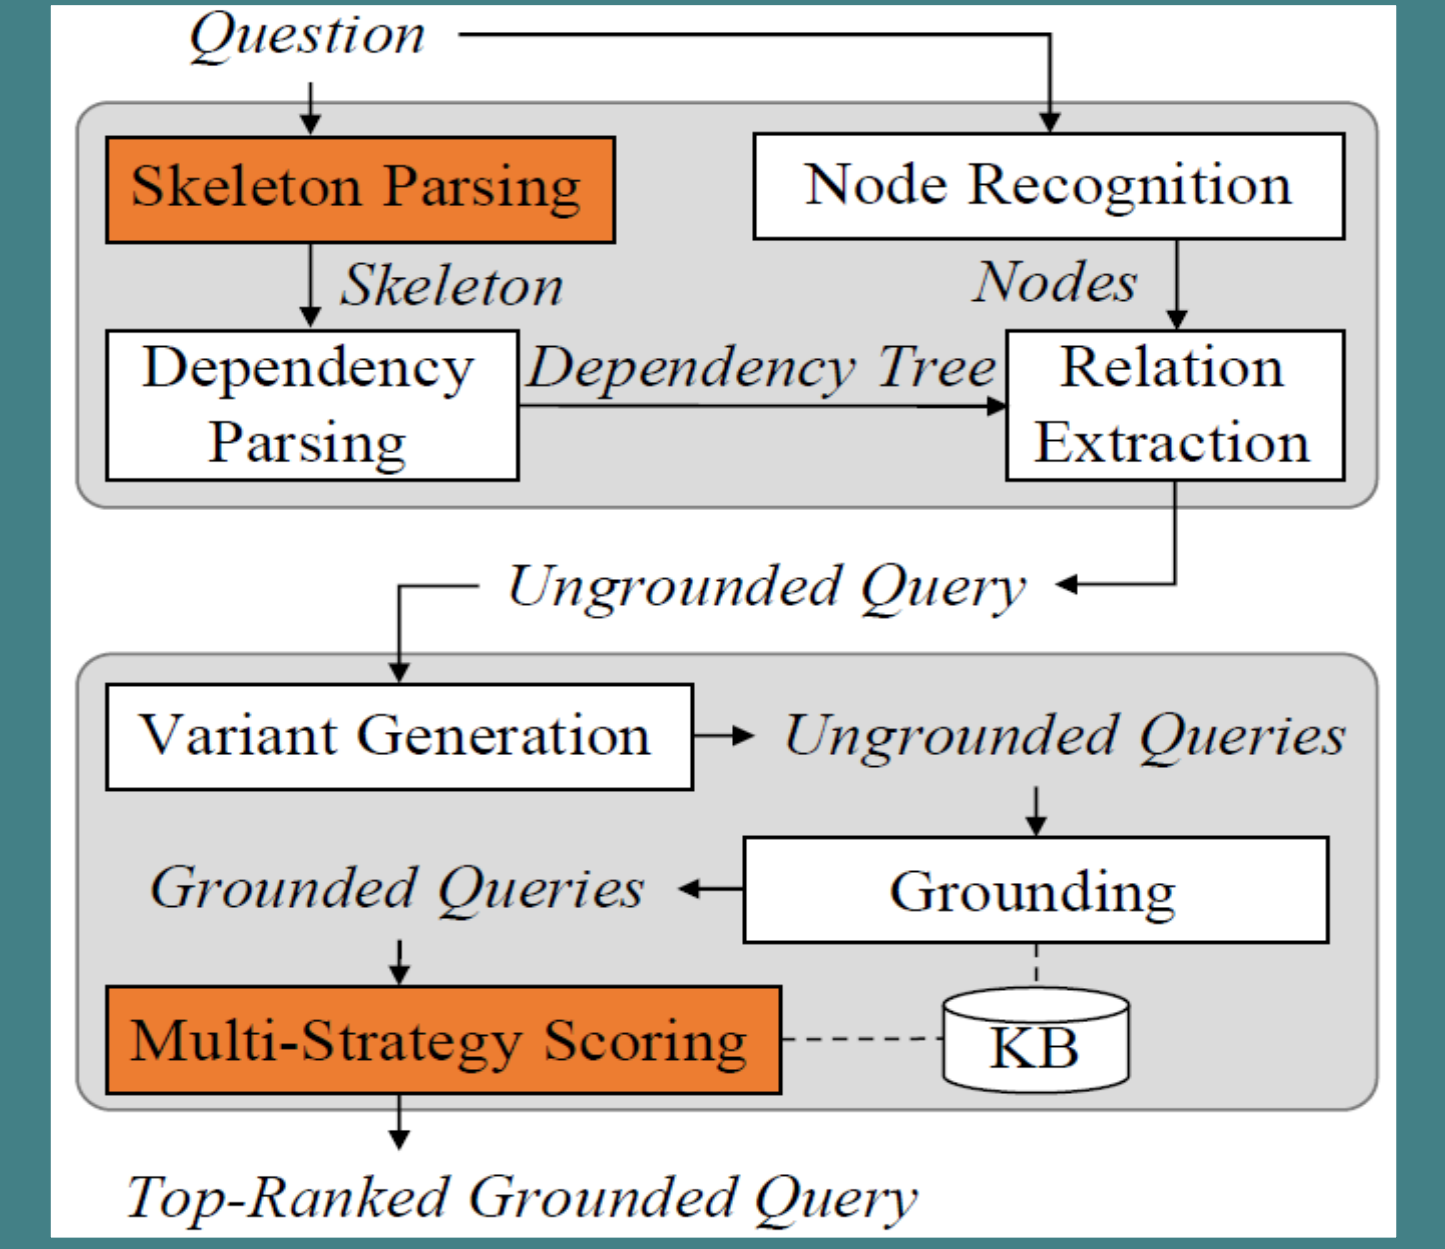 Question
Skeleton Parsing
Node Recognition
Skeleton
Nodes
Dependency
Parsing
Dependency Tree
Relation
Extraction
Ungrounded Query
Variant Generation
Ungrounded Queries
Grounded Queries
Grounding
Multi-Strategy Scoring
KB
Top-Ranked Grounded Query